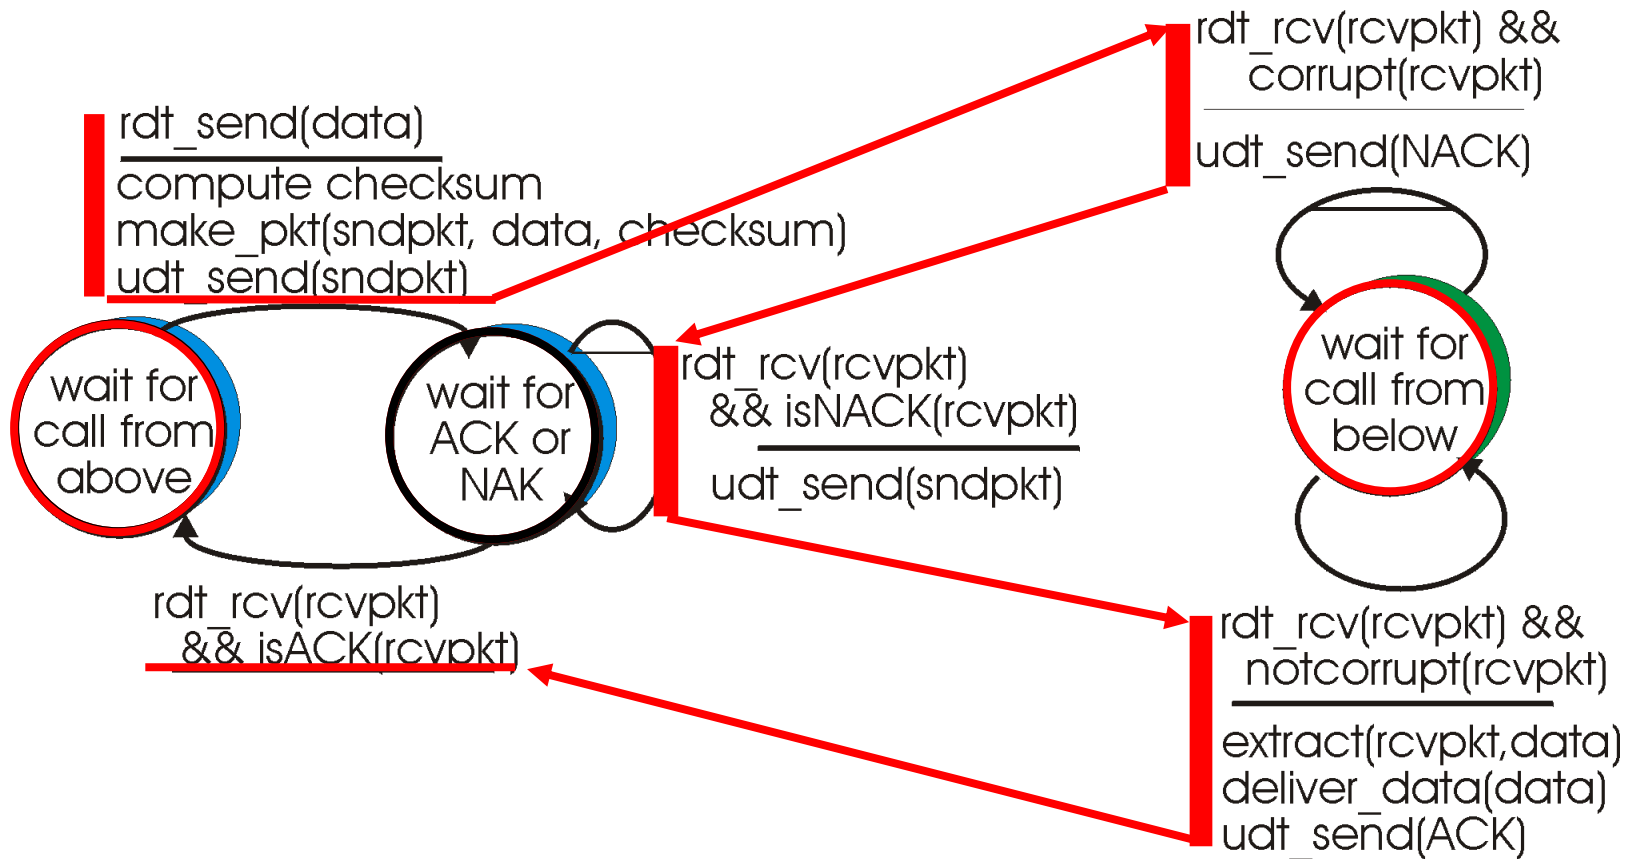 rdt_send(data)
compute checksum
make_pkt(sndpkt, data, checksum)
udt_send(sndpkt)
wait for
call from
above
wait for
ACK or
NAK
rdt_rcv(rcvpkt)
&& isNACK(rcvpkt)
udt_send(sndpkt)
rdt_rcv(rcvpkt)
&& isACK(rcvpkt)
rdt_rcv(rcvpkt) &&
corrupt(rcvpkt)
udt_send(NACK)
wait for
call from
below
rdt_rcv(rcvpkt) &&
notcorrupt(rcvpkt)
extract(rcvpkt,data)
deliver_data(data)
udt_send(ACK)